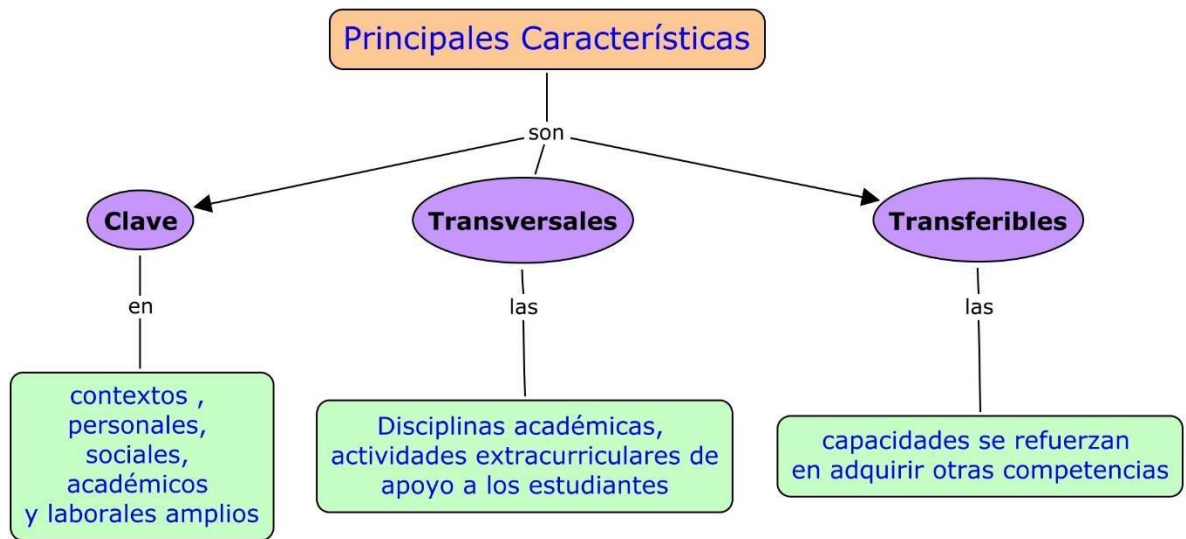 Principales Características
son
Clave
Transversales
Transferibles
en
las
las
contextos ,
personales,
sociales,
académicos
y laborales amplios
Disciplinas académicas,
actividades extracurriculares de
apoyo a los estudiantes
capacidades se refuerzan
en adquirir otras competencias